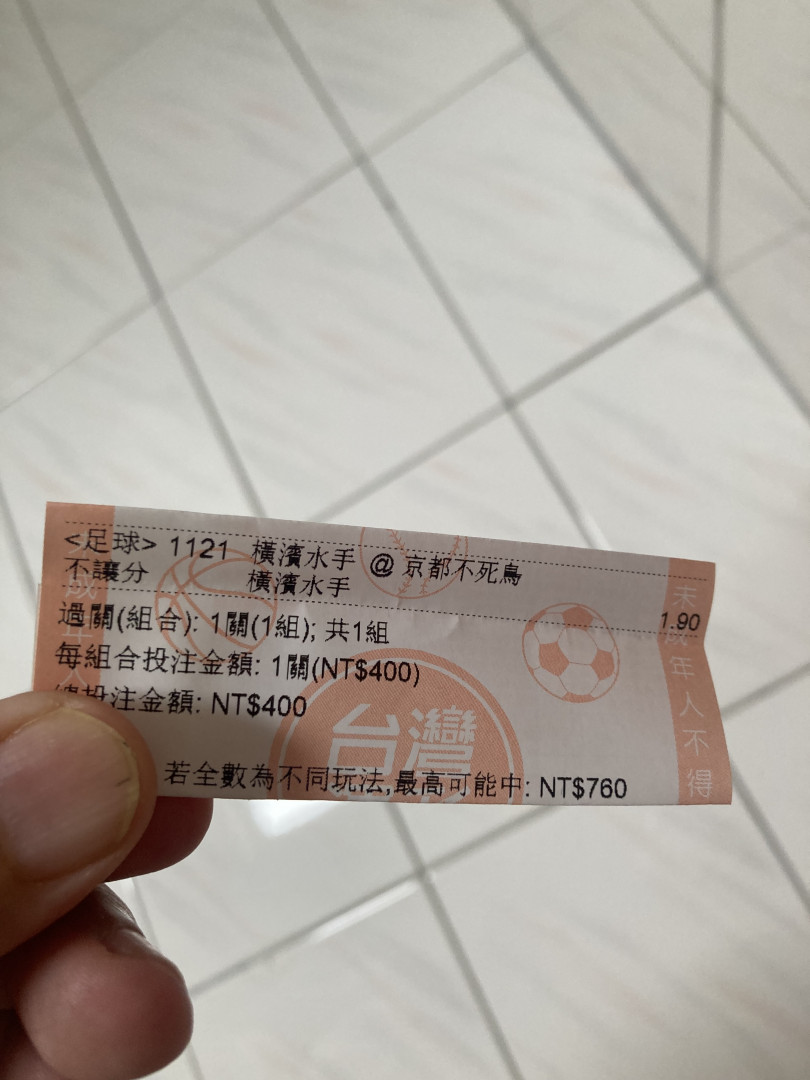 <足球> 1121 橫濱水手 @ 京都不死鳥
不讓分 橫濱水手 1.90
過關(組合): 1關(1組); 共1組
每組合投注金額: 1關(NT$400)
總投注金額: NT$400
若全數為不同玩法,最高可能中: NT$760
台灣
未成年人不得